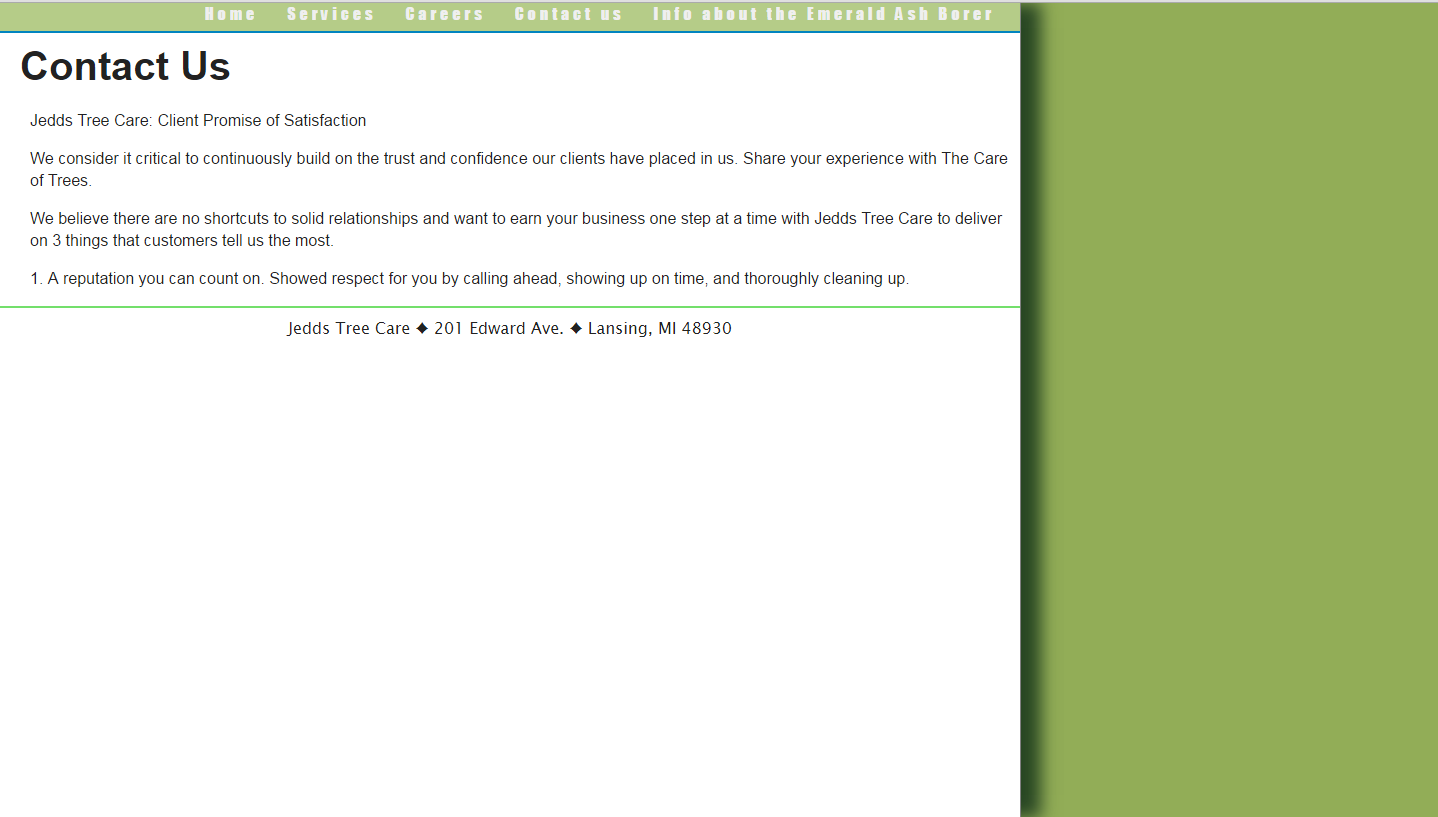 Home Services Careers Contact us Info about the Emerald Ash Borer
Contact Us
Jedds Tree Care: Client Promise of Satisfaction
We consider it critical to continuously build on the trust and confidence our clients have placed in us. Share your experience with The Care
of Trees.
We believe there are no shortcuts to solid relationships and want to earn your business one step at a time with Jedds Tree Care to deliver
on 3 things that customers tell us the most.
1. A reputation you can count on. Showed respect for you by calling ahead, showing up on time, and thoroughly cleaning up.
Jedds Tree Care ◆ 201 Edward Ave. ◆ Lansing, MI 48930